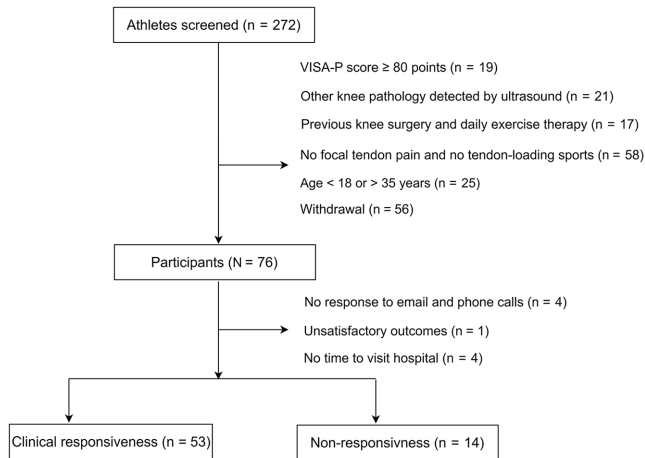 Athletes screened (n = 272)
VISA-P score ≥ 80 points (n = 19)
Other knee pathology detected by ultrasound (n = 21)
Previous knee surgery and daily exercise therapy (n = 17)
No focal tendon pain and no tendon-loading sports (n = 58)
Age < 18 or > 35 years (n = 25)
Withdrawal (n = 56)
Participants (N = 76)
No response to email and phone calls (n = 4)
Unsatisfactory outcomes (n = 1)
No time to visit hospital (n = 4)
Clinical responsiveness (n = 53)
Non-responsivness (n = 14)